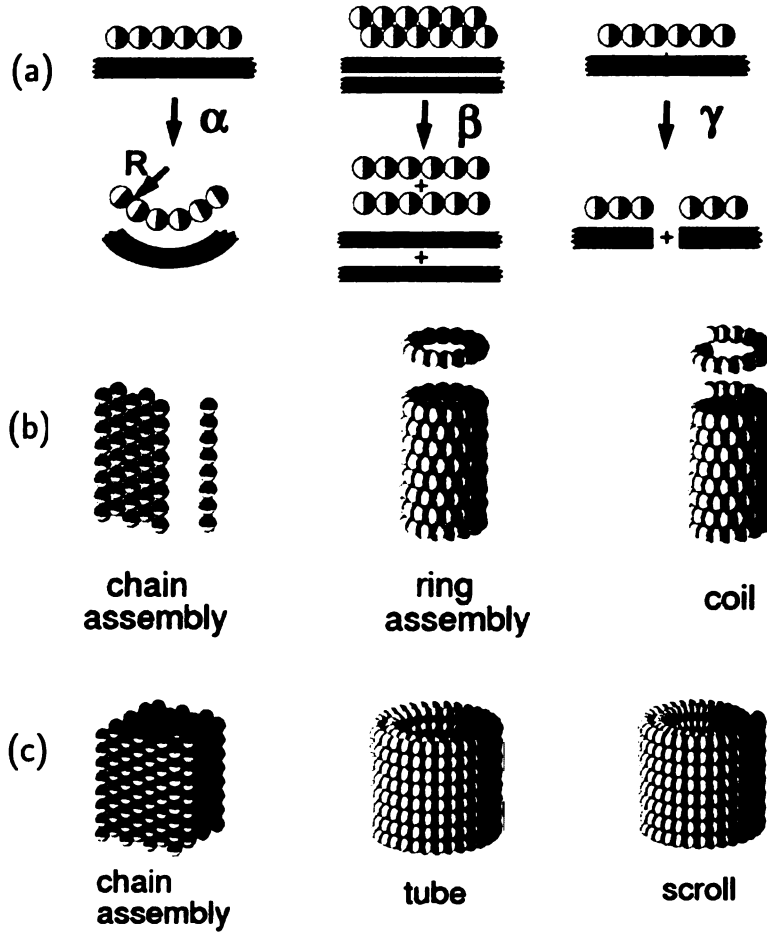 (a)
α
β
γ
R
+
+
+
(b)
chain
assembly
ring
assembly
coil
(c)
chain
assembly
tube
scroll